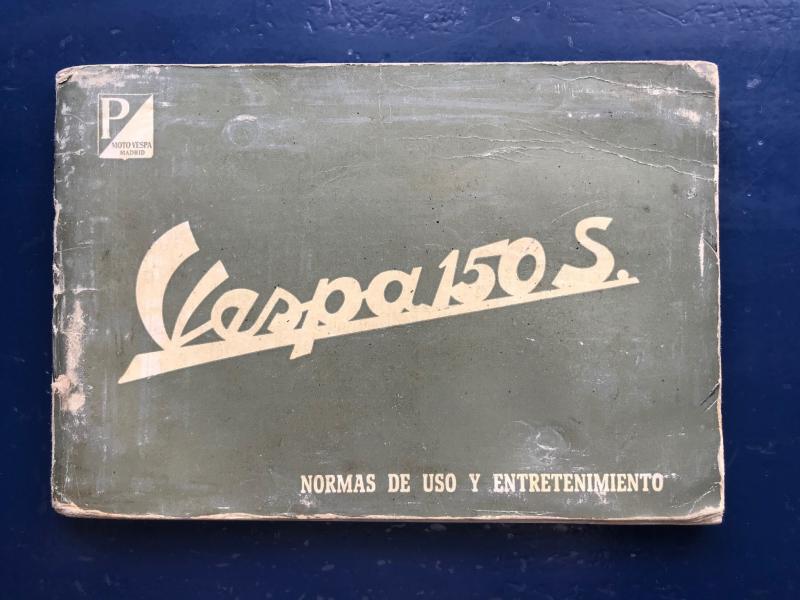 P
MOTO VESPA
MADRID
Vespa 150 S.
NORMAS DE USO Y ENTRETENIMIENTO